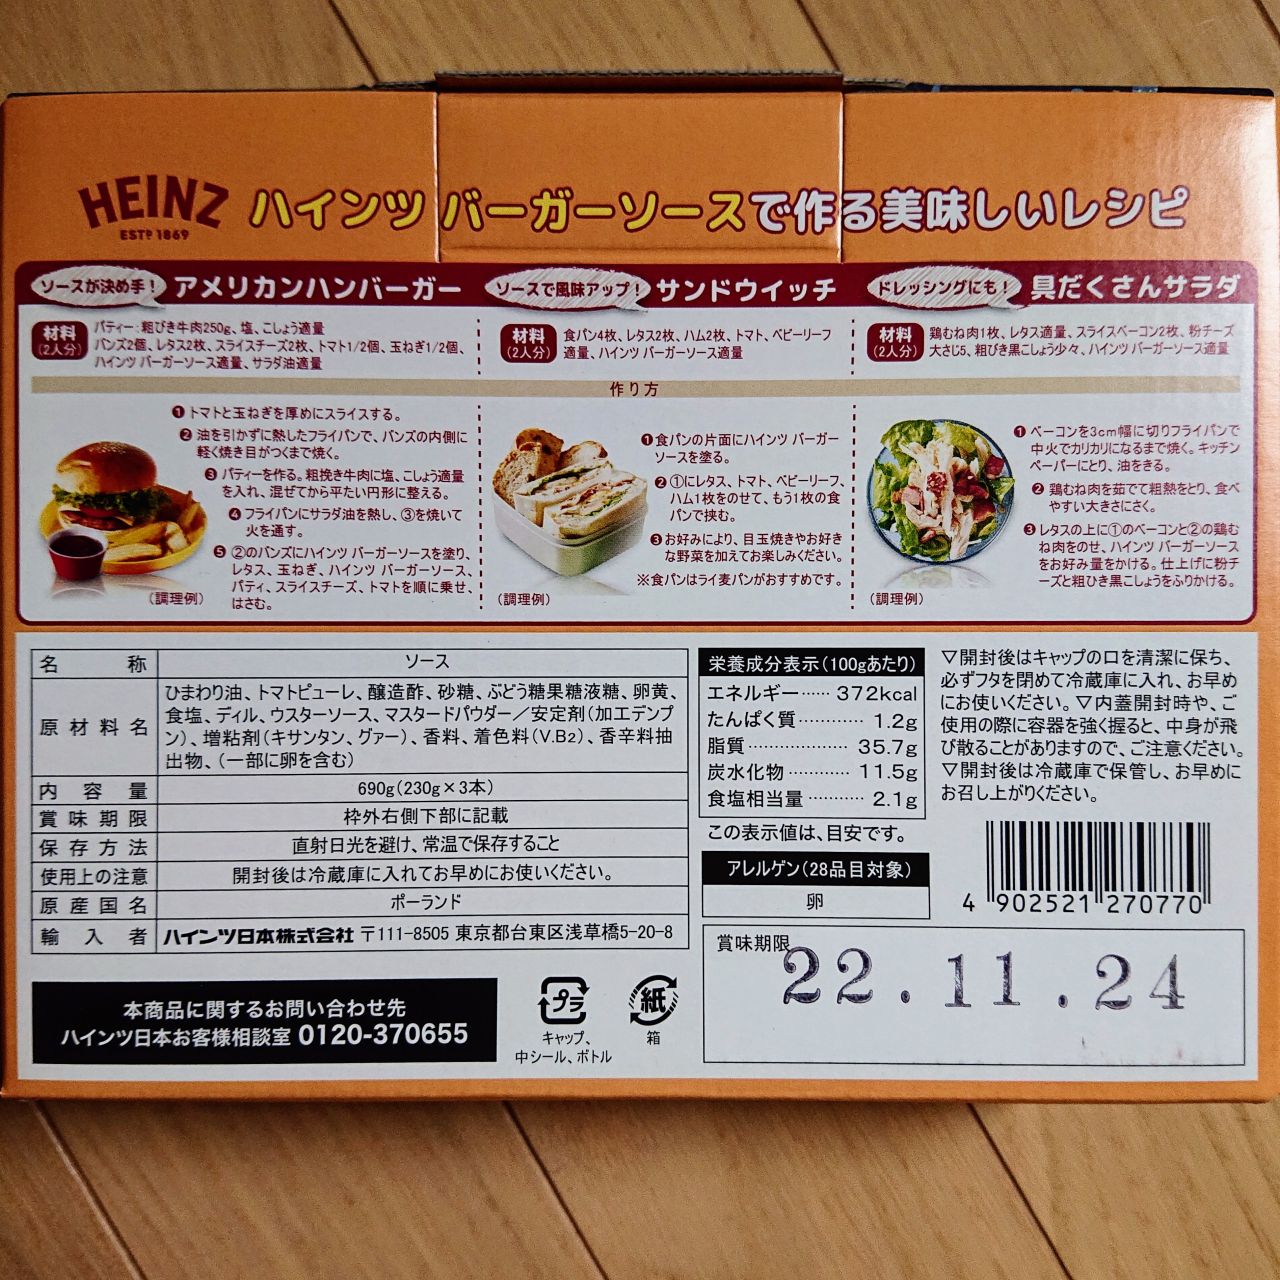 HEINZ
ESTD 1869
ハインツ バーガーソースで作る美味しいレシピ
ソースが決め手！ アメリカンハンバーガー
材料
(2人分)
パティー：粗びき牛肉250g、塩、こしょう適量
バンズ2個、レタス2枚、スライスチーズ2枚、トマト1/2個、玉ねぎ1/2個、
ハインツ バーガーソース適量、サラダ油適量
ソースで風味アップ！ サンドウイッチ
材料
(2人分)
食パン4枚、レタス2枚、ハム2枚、トマト、ベビーリーフ
適量、ハインツ バーガーソース適量
ドレッシングにも！ 具だくさんサラダ
材料
(2人分)
鶏むね肉1枚、レタス適量、スライスベーコン2枚、粉チーズ
大さじ5、粗びき黒こしょう少々、ハインツ バーガーソース適量
作り方
❶トマトと玉ねぎを厚めにスライスする。
❷油を引かずに熱したフライパンで、バンズの内側に
軽く焼き目がつくまで焼く。
❸パティーを作る。粗挽き牛肉に塩、こしょう適量
を入れ、混ぜてから平たい円形に整える。
❹フライパンにサラダ油を熱し、③を焼いて
火を通す。
❺②のバンズにハインツ バーガーソースを塗り、
レタス、玉ねぎ、ハインツ バーガーソース、
パティ、スライスチーズ、トマトを順に乗せ、
はさむ。
(調理例)
❶食パンの片面にハインツ バーガー
ソースを塗る。
❷①にレタス、トマト、ベビーリーフ、
ハム1枚をのせて、もう1枚の食
パンで挟む。
❸お好みにより、目玉焼きやお好き
な野菜を加えてお楽しみください。
※食パンはライ麦パンがおすすめです。
(調理例)
❶ベーコンを3cm幅に切りフライパンで
中火でカリカリになるまで焼く。キッチン
ペーパーにとり、油をきる。
❷鶏むね肉を茹でて粗熱をとり、食べ
やすい大きさにさく。
❸レタスの上に①のベーコンと②の鶏む
ね肉をのせ、ハインツ バーガーソース
をお好み量をかける。仕上げに粉チ
ーズと粗びき黒こしょうをふりかける。
(調理例)
名称 ソース
原材料名 ひまわり油、トマトピューレ、醸造酢、砂糖、ぶどう糖果糖液糖、卵黄、
食塩、ディル、ウスターソース、マスタードパウダー／安定剤(加工デンプ
ン)、増粘剤(キサンタン、グァー)、香料、着色料(V.B₂)、香辛料抽
出物、(一部に卵を含む)
内容量 690g(230g×3本)
賞味期限 枠外右側下部に記載
保存方法 直射日光を避け、常温で保存すること
使用上の注意 開封後は冷蔵庫に入れてお早めにお使いください。
原産国名 ポーランド
輸入者 ハインツ日本株式会社 〒111-8505 東京都台東区浅草橋5-20-8
栄養成分表示(100gあたり)
エネルギー…… 372kcal
たんぱく質………… 1.2g
脂質……………… 35.7g
炭水化物………… 11.5g
食塩相当量………… 2.1g
この表示値は、目安です。
アレルゲン(28品目対象)
卵
▽開封後はキャップの口を清潔に保ち、
必ずフタを閉めて冷蔵庫に入れ、お早め
にお使いください。▽内蓋開封時や、ご
使用の際に容器を強く握ると、中身が飛
び散ることがありますので、ご注意ください。
▽開封後は冷蔵庫で保管し、お早めに
お召し上がりください。
4 902521 270770
賞味期限
22.11.24
本商品に関するお問い合わせ先
ハインツ日本お客様相談室 0120-370655
プラ
キャップ、
中シール、ボトル
紙
箱